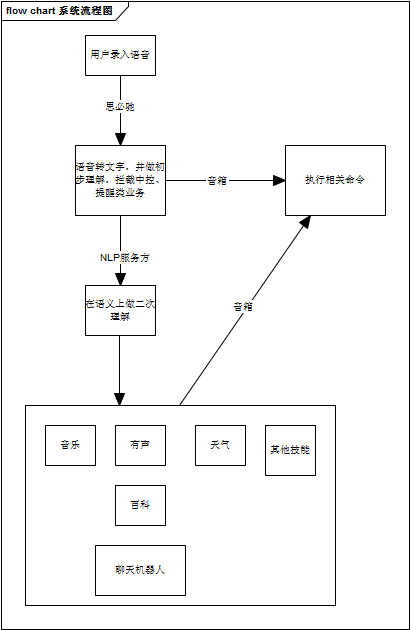 flow chart 系统流程图
用户录入语音
思必驰
语音转文字，并做初
步理解，拦截中控、
提醒类业务
音箱
执行相关命令
NLP服务方
在语义上做二次
理解
音箱
音乐
有声
天气
其他技能
百科
聊天机器人